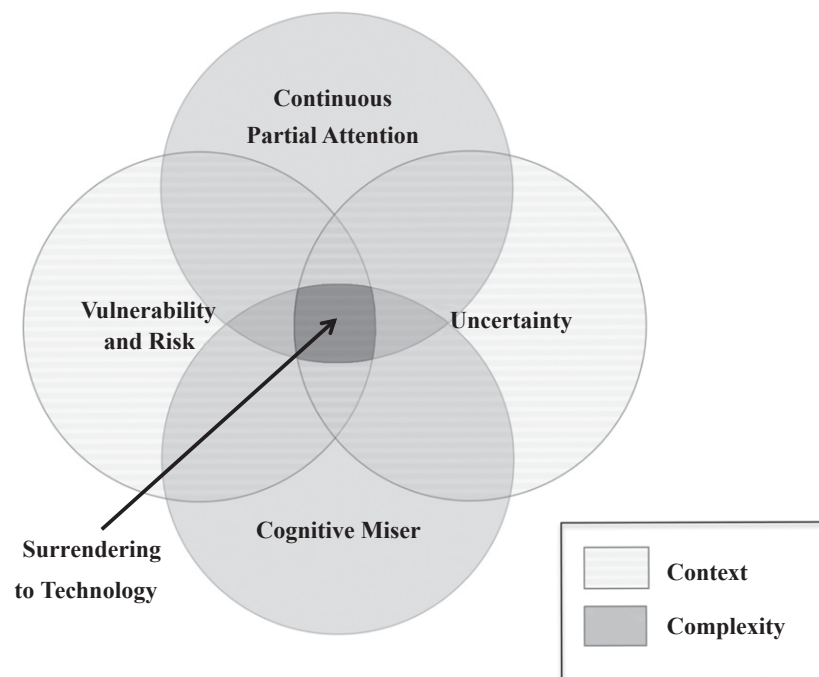 Continuous
Partial Attention
Vulnerability
and Risk
Uncertainty
Cognitive Miser
Surrendering
to Technology
Context
Complexity